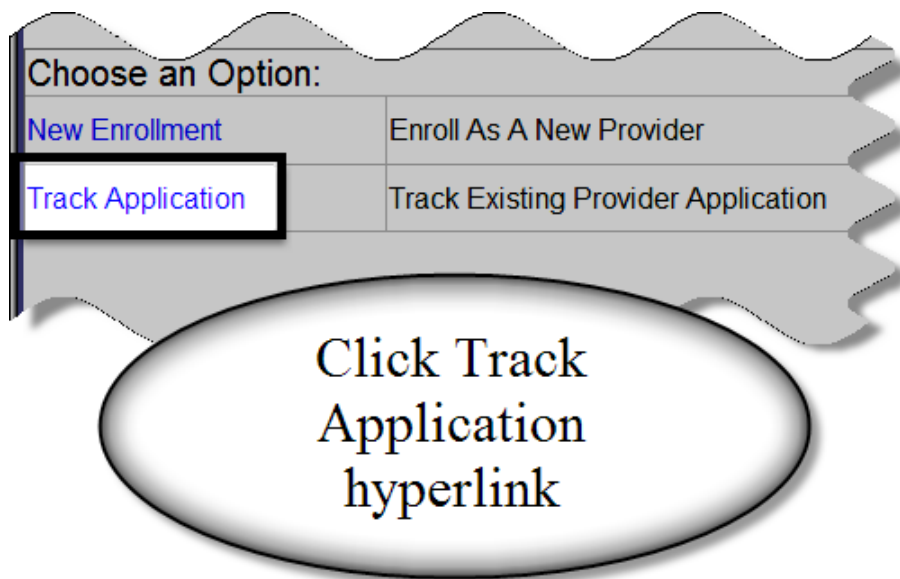 Choose an Option:
New Enrollment Enroll As A New Provider
Track Application Track Existing Provider Application
Click Track
Application
hyperlink